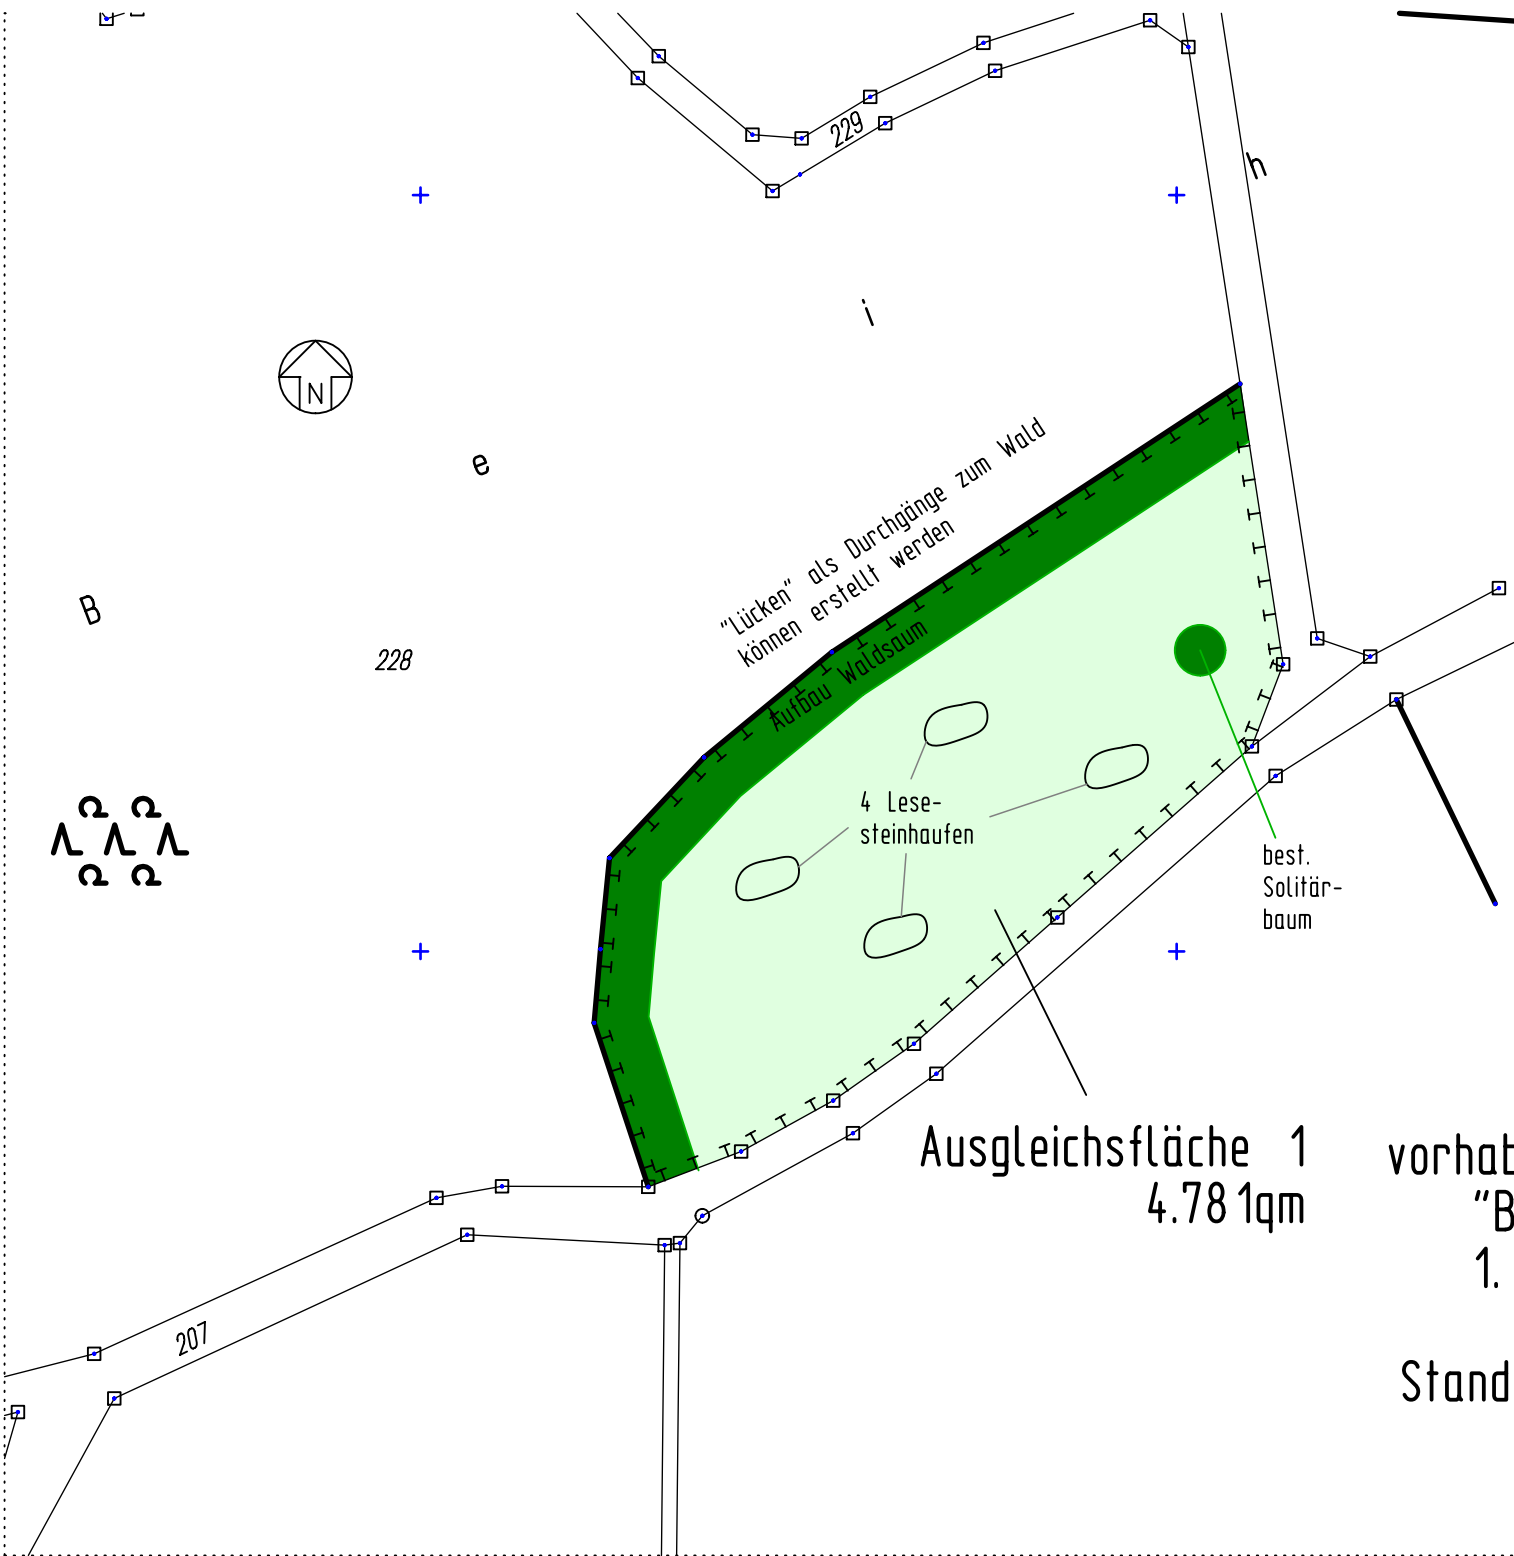 229
h
i
N
e
B
228
"Lücken" als Durchgänge zum Wald
können erstellt werden
Aufbau Waldsaum
4 Lese-
steinhaufen
best.
Solitär-
baum
Ausgleichsfläche 1
4.781qm
vorhab
"B
1.
Stand
207